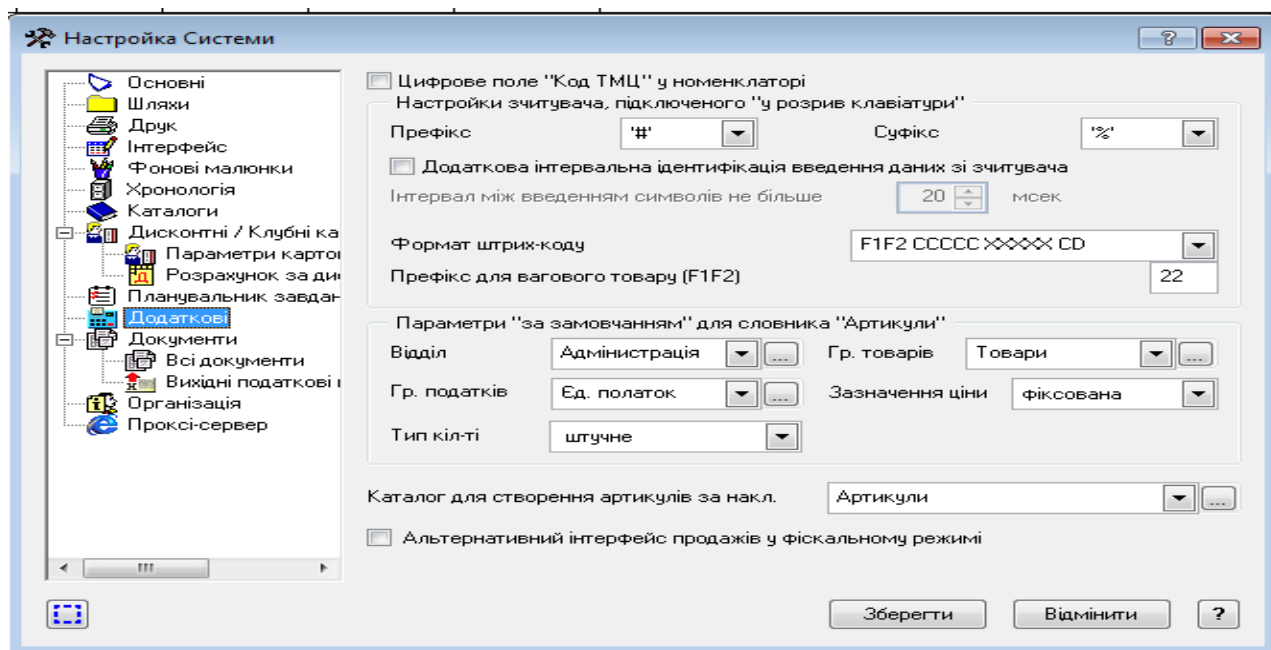 Настройка Системи
Основні
Шляхи
Друк
Інтерфейс
Фонові малюнки
Хронологія
Каталоги
Дисконтні / Клубні ка
Параметри карто
Розрахунок за ди
Планувальник завдан
Додаткові
Документи
Всі документи
Вихідні податкові
Організація
Проксі-сервер
Цифрове поле "Код ТМЦ" у номенклаторі
Настройки зчитувача, підключеного "у розрив клавіатури"
Префікс '#' Суфікс '%'
Додаткова інтервальна ідентифікація введення даних зі зчитувача
Інтервал між введенням символів не більше 20 мсек
Формат штрих-коду F1F2 CCCCC XXXXX CD
Префікс для вагового товару (F1F2) 22
Параметри "за замовчанням" для словника "Артикули"
Відділ Администрація ... Гр. товарів Товари ...
Гр. податків Ед. полаток ... Зазначення ціни фіксована
Тип кіл-ті штучне
Каталог для створення артикулів за накл. Артикули ...
Альтернативний інтерфейс продажів у фіскальному режимі
Зберегти Відмінити ?